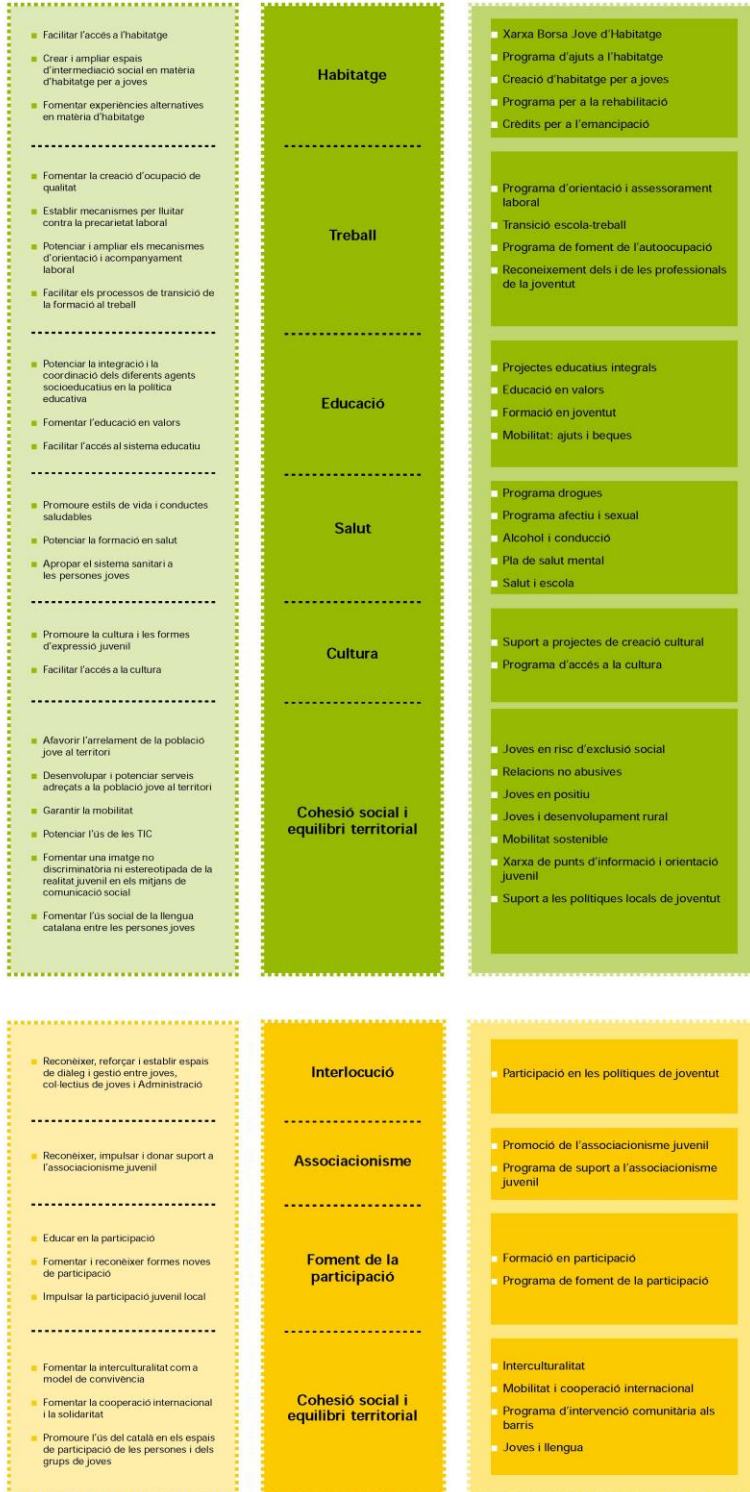 Facilitar l'accés a l'habitatge
Crear i ampliar espais
d'intermediació social en matèria
d'habitatge per a joves
Fomentar experiències alternatives
en matèria d'habitatge
Habitatge
Xarxa Borsa Jove d'Habitatge
Programa d'ajuts a l'habitatge
Creació d'habitatge per a joves
Programa per a la rehabilitació
Crèdits per a l'emancipació
Fomentar la creació d'ocupació de
qualitat
Establir mecanismes per lluitar
contra la precarietat laboral
Potenciar i ampliar els mecanismes
d'orientació i acompanyament
laboral
Facilitar els processos de transició de
la formació al treball
Treball
Programa d'orientació i assessorament
laboral
Transició escola-treball
Programa de foment de l'autoocupació
Reconeixement dels i de les professionals
de la joventut
Potenciar la integració i la
coordinació dels diferents agents
socioeducatius en la política
educativa
Fomentar l'educació en valors
Facilitar l'accés al sistema educatiu
Educació
Projectes educatius integrals
Educació en valors
Formació en joventut
Mobilitat: ajuts i beques
Promoure estils de vida i conductes
saludables
Potenciar la formació en salut
Apropar el sistema sanitari a
les persones joves
Salut
Programa drogues
Programa afectiu i sexual
Alcohol i conducció
Pla de salut mental
Salut i escola
Promoure la cultura i les formes
d'expressió juvenil
Facilitar l'accés a la cultura
Cultura
Suport a projectes de creació cultural
Programa d'accés a la cultura
Afavorir l'arrelament de la població
jove al territori
Desenvolupar i potenciar serveis
adreçats a la població jove al territori
Garantir la mobilitat
Potenciar l'ús de les TIC
Fomentar una imatge no
discriminatòria ni estereotipada de la
realitat juvenil en els mitjans de
comunicació social
Fomentar l'ús social de la llengua
catalana entre les persones joves
Cohesió social i
equilibri territorial
Joves en risc d'exclusió social
Relacions no abusives
Joves en positiu
Joves i desenvolupament rural
Mobilitat sostenible
Xarxa de punts d'informació i orientació
juvenil
Suport a les polítiques locals de joventut
Reconèixer, reforçar i establir espais
de diàleg i gestió entre joves,
col·lectius de joves i Administració
Interlocució
Participació en les polítiques de joventut
Reconèixer, impulsar i donar suport a
l'associacionisme juvenil
Associacionisme
Promoció de l'associacionisme juvenil
Programa de suport a l'associacionisme
juvenil
Educar en la participació
Fomentar i reconèixer formes noves
de participació
Impulsar la participació juvenil local
Foment de la
participació
Formació en participació
Programa de foment de la participació
Fomentar la interculturalitat com a
model de convivència
Fomentar la cooperació internacional
i la solidaritat
Promoure l'ús del català en els espais
de participació de les persones i dels
grups de joves
Cohesió social i
equilibri territorial
Interculturalitat
Mobilitat i cooperació internacional
Programa d'intervenció comunitària als
barris
Joves i llengua